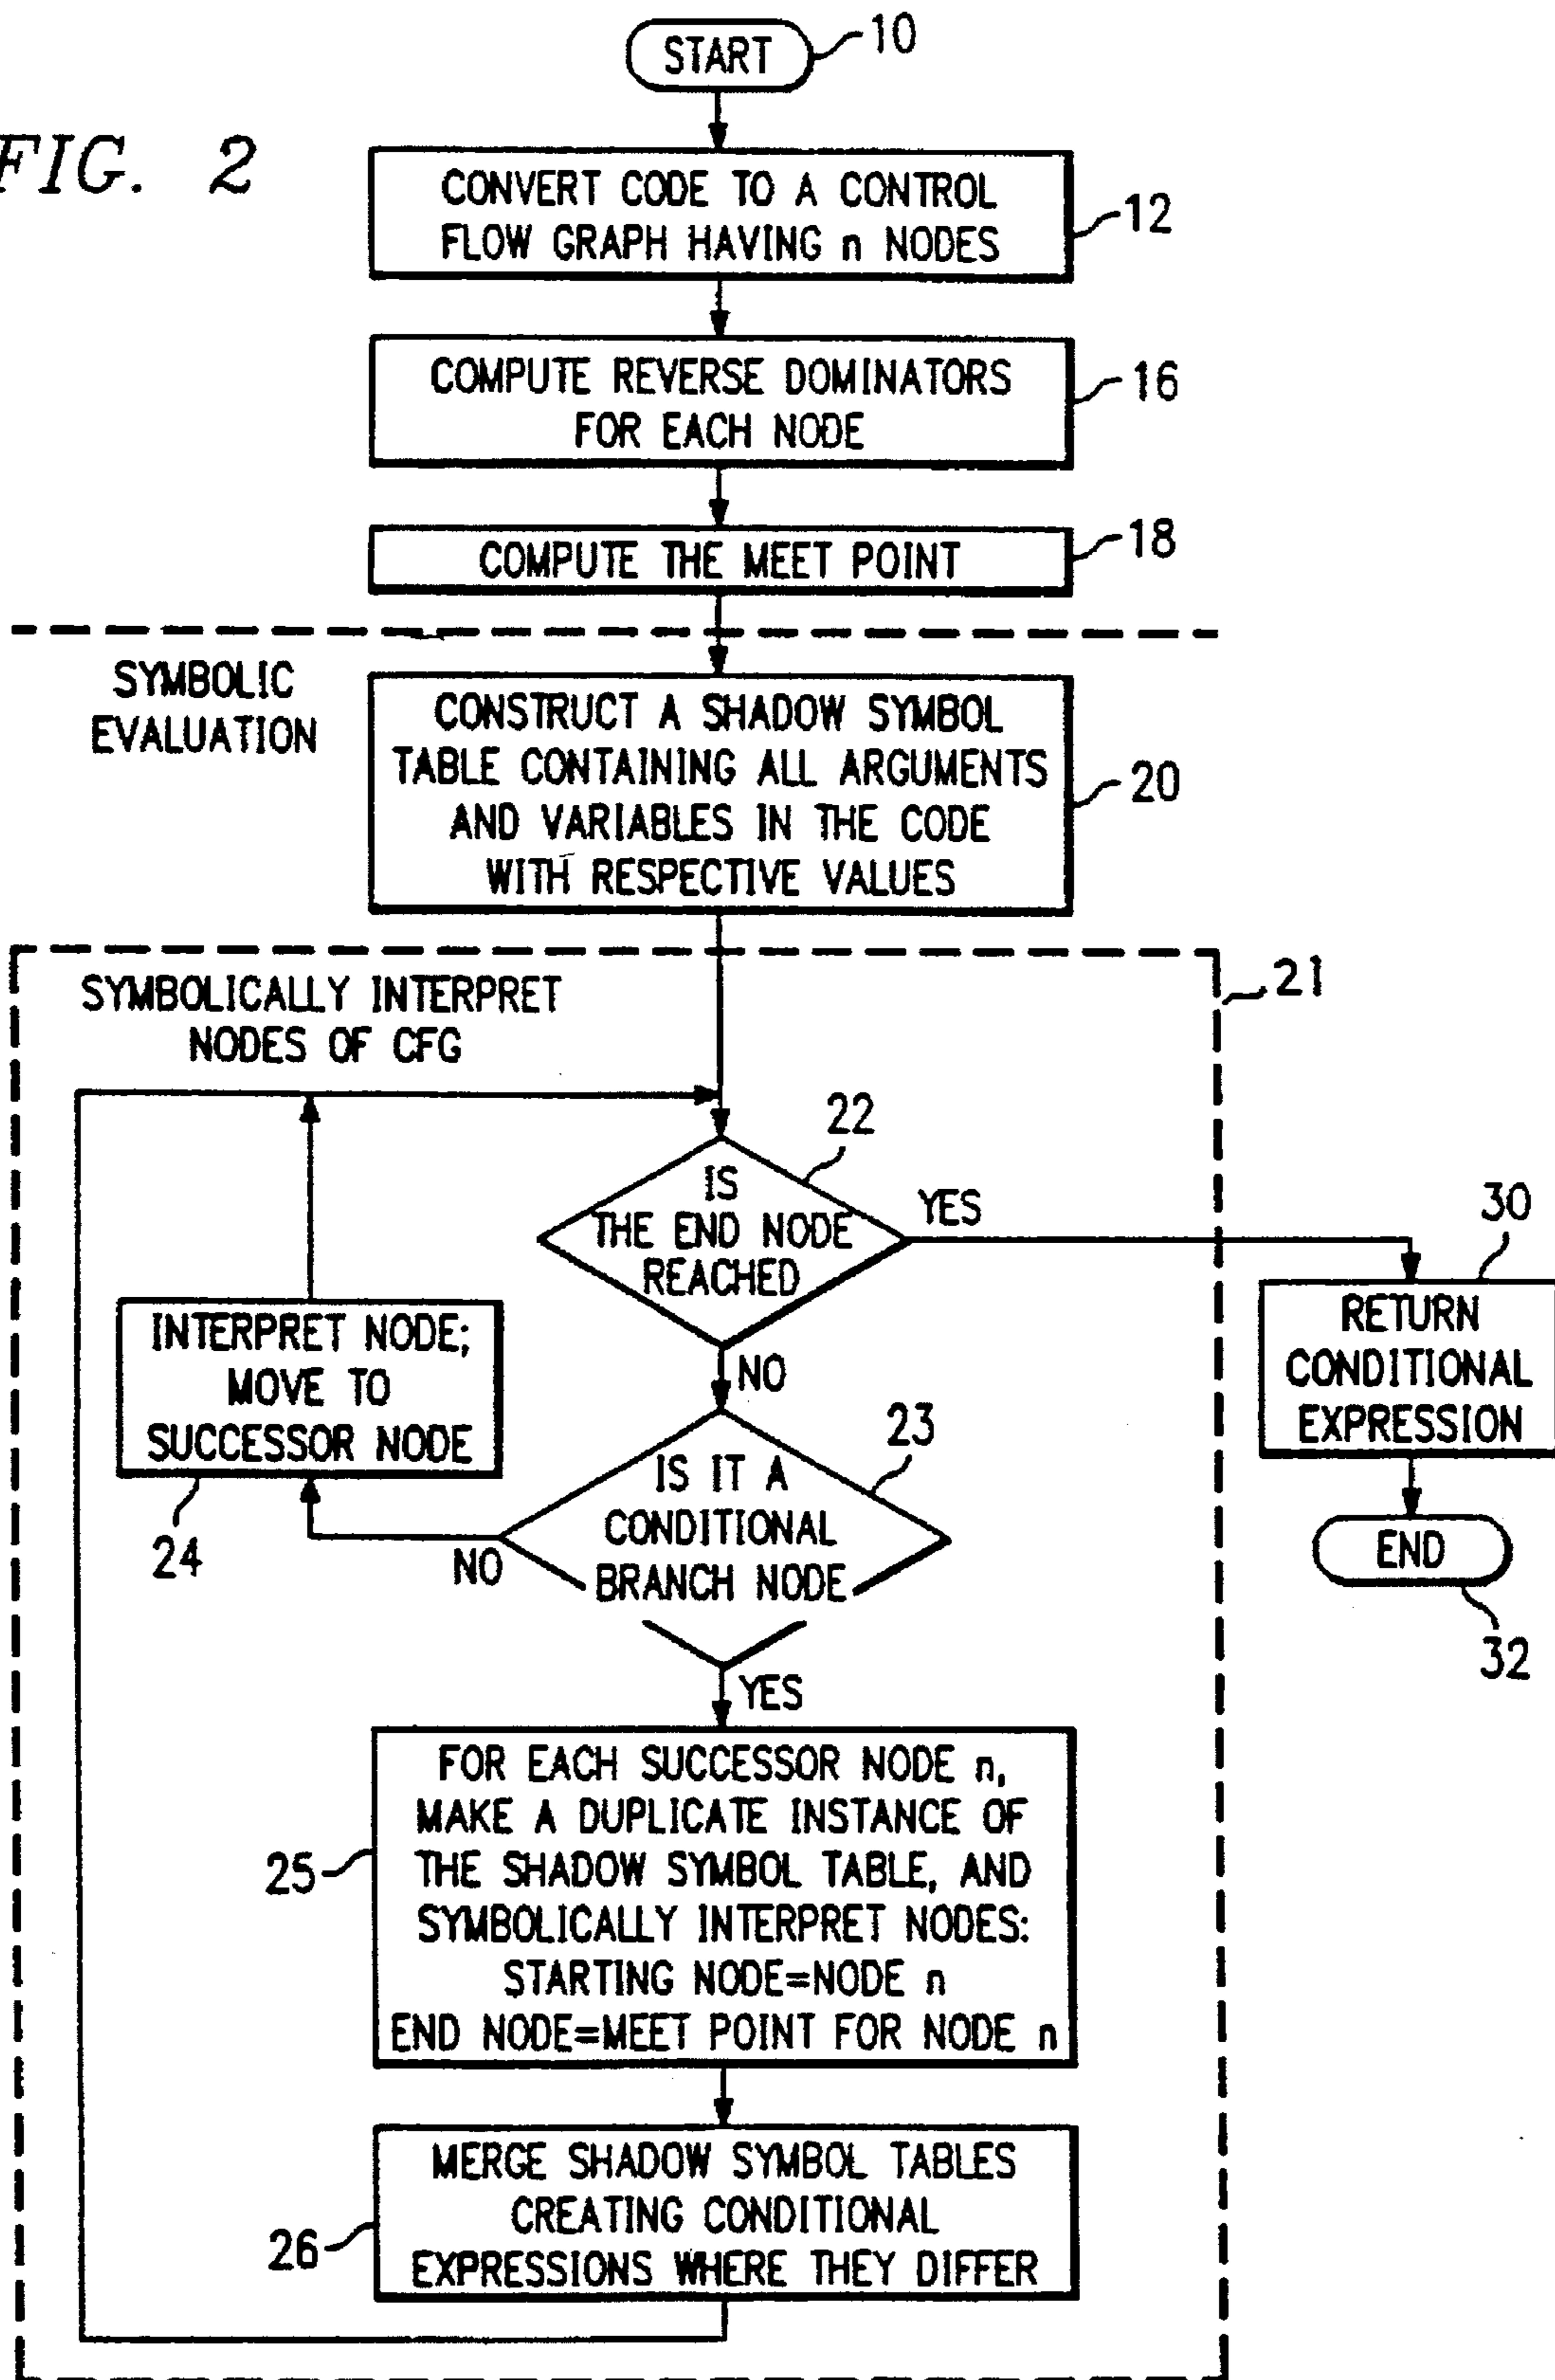 FIG. 2
START
10
CONVERT CODE TO A CONTROL
FLOW GRAPH HAVING n NODES
12
COMPUTE REVERSE DOMINATORS
FOR EACH NODE
16
COMPUTE THE MEET POINT
18
SYMBOLIC
EVALUATION
CONSTRUCT A SHADOW SYMBOL
TABLE CONTAINING ALL ARGUMENTS
AND VARIABLES IN THE CODE
WITH RESPECTIVE VALUES
20
SYMBOLICALLY INTERPRET
NODES OF CFG
21
IS
THE END NODE
REACHED
22
YES
NO
30
RETURN
CONDITIONAL
EXPRESSION
END
32
INTERPRET NODE;
MOVE TO
SUCCESSOR NODE
24
IS IT A
CONDITIONAL
BRANCH NODE
23
NO
YES
FOR EACH SUCCESSOR NODE n,
MAKE A DUPLICATE INSTANCE OF
THE SHADOW SYMBOL TABLE, AND
SYMBOLICALLY INTERPRET NODES:
STARTING NODE=NODE n
END NODE=MEET POINT FOR NODE n
25
MERGE SHADOW SYMBOL TABLES
CREATING CONDITIONAL
EXPRESSIONS WHERE THEY DIFFER
26